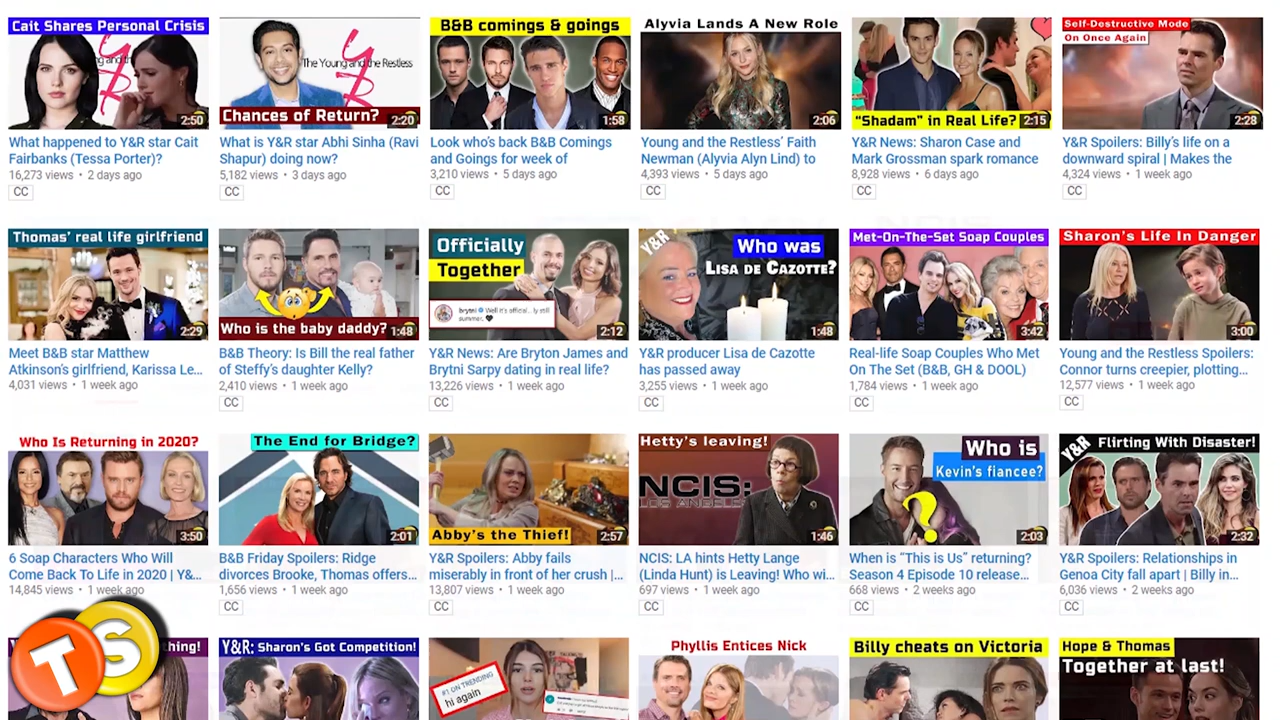 Cait Shares Personal Crisis
ng and th
Y
R
2:50
What happened to Y&R star Cait
Fairbanks (Tessa Porter)?
16,273 views • 2 days ago
CC
Y
The Young and the Restless
R
Chances of Return?
2:20
What is Y&R star Abhi Sinha (Ravi
Shapur) doing now?
5,182 views • 3 days ago
CC
B&B comings & goings
1:58
Look who's back B&B Comings
and Goings for week of
3,210 views • 5 days ago
CC
Alyvia Lands A New Role
2:06
Young and the Restless' Faith
Newman (Alyvia Alyn Lind) to
4,393 views • 5 days ago
CC
“Shadam” in Real Life?
2:15
Y&R News: Sharon Case and
Mark Grossman spark romance
8,928 views • 6 days ago
CC
Self-Destructive Mode
On Once Again
2:28
Y&R Spoilers: Billy's life on a
downward spiral | Makes the
4,324 views • 1 week ago
CC
Thomas' real life girlfriend
2:29
Meet B&B star Matthew
Atkinson's girlfriend, Karissa Le...
4,031 views • 1 week ago
Who is the baby daddy?
1:48
B&B Theory: Is Bill the real father
of Steffy's daughter Kelly?
2,410 views • 1 week ago
CC
Officially
Together
brytni Well it's official... ly still
summer.
2:12
Y&R News: Are Bryton James and
Brytni Sarpy dating in real life?
13,226 views • 1 week ago
CC
Y&R
Who was
Lisa de Cazotte?
1:48
Y&R producer Lisa de Cazotte
has passed away
3,255 views • 1 week ago
CC
Met-On-The-Set Soap Couples
3:42
Real-life Soap Couples Who Met
On The Set (B&B, GH & DOOL)
1,784 views • 1 week ago
CC
Sharon's Life In Danger
3:00
Young and the Restless Spoilers:
Connor turns creepier, plotting...
12,577 views • 1 week ago
CC
Who Is Returning in 2020?
3:50
6 Soap Characters Who Will
Come Back To Life in 2020 | Y&...
14,845 views • 1 week ago
The End for Bridge?
2:01
B&B Friday Spoilers: Ridge
divorces Brooke, Thomas offers...
1,656 views • 1 week ago
CC
Abby's the Thief!
2:57
Y&R Spoilers: Abby fails
miserably in front of her crush |...
13,807 views • 1 week ago
CC
Hetty's leaving!
NCIS:
LOS ANGELES
1:46
NCIS: LA hints Hetty Lange
(Linda Hunt) is Leaving! Who wi...
697 views • 1 week ago
CC
Who is
Kevin's fiancee?
?
2:03
When is “This is Us” returning?
Season 4 Episode 10 release...
668 views • 2 weeks ago
CC
Y&R
Flirting With Disaster!
2:32
Y&R Spoilers: Relationships in
Genoa City fall apart | Billy in...
6,036 views • 2 weeks ago
CC
TS
thing!
Y&R: Sharon's Got Competition!
#1 ON TRENDING
hi again
Phyllis Entices Nick
Billy cheats on Victoria
Hope & Thomas
Together at last!